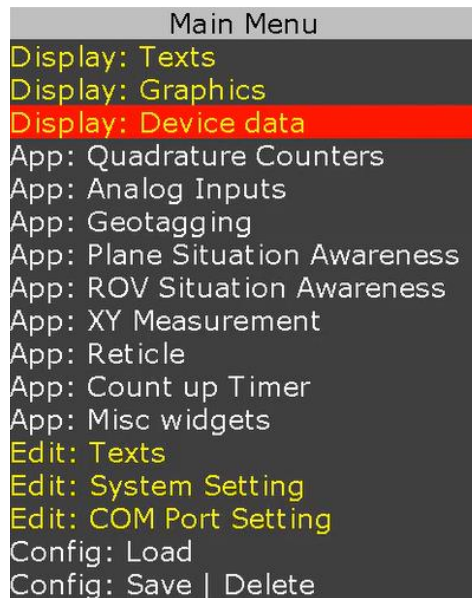 Main Menu
Display: Texts
Display: Graphics
Display: Device data
App: Quadrature Counters
App: Analog Inputs
App: Geotagging
App: Plane Situation Awareness
App: ROV Situation Awareness
App: XY Measurement
App: Reticle
App: Count up Timer
App: Misc widgets
Edit: Texts
Edit: System Setting
Edit: COM Port Setting
Config: Load
Config: Save | Delete